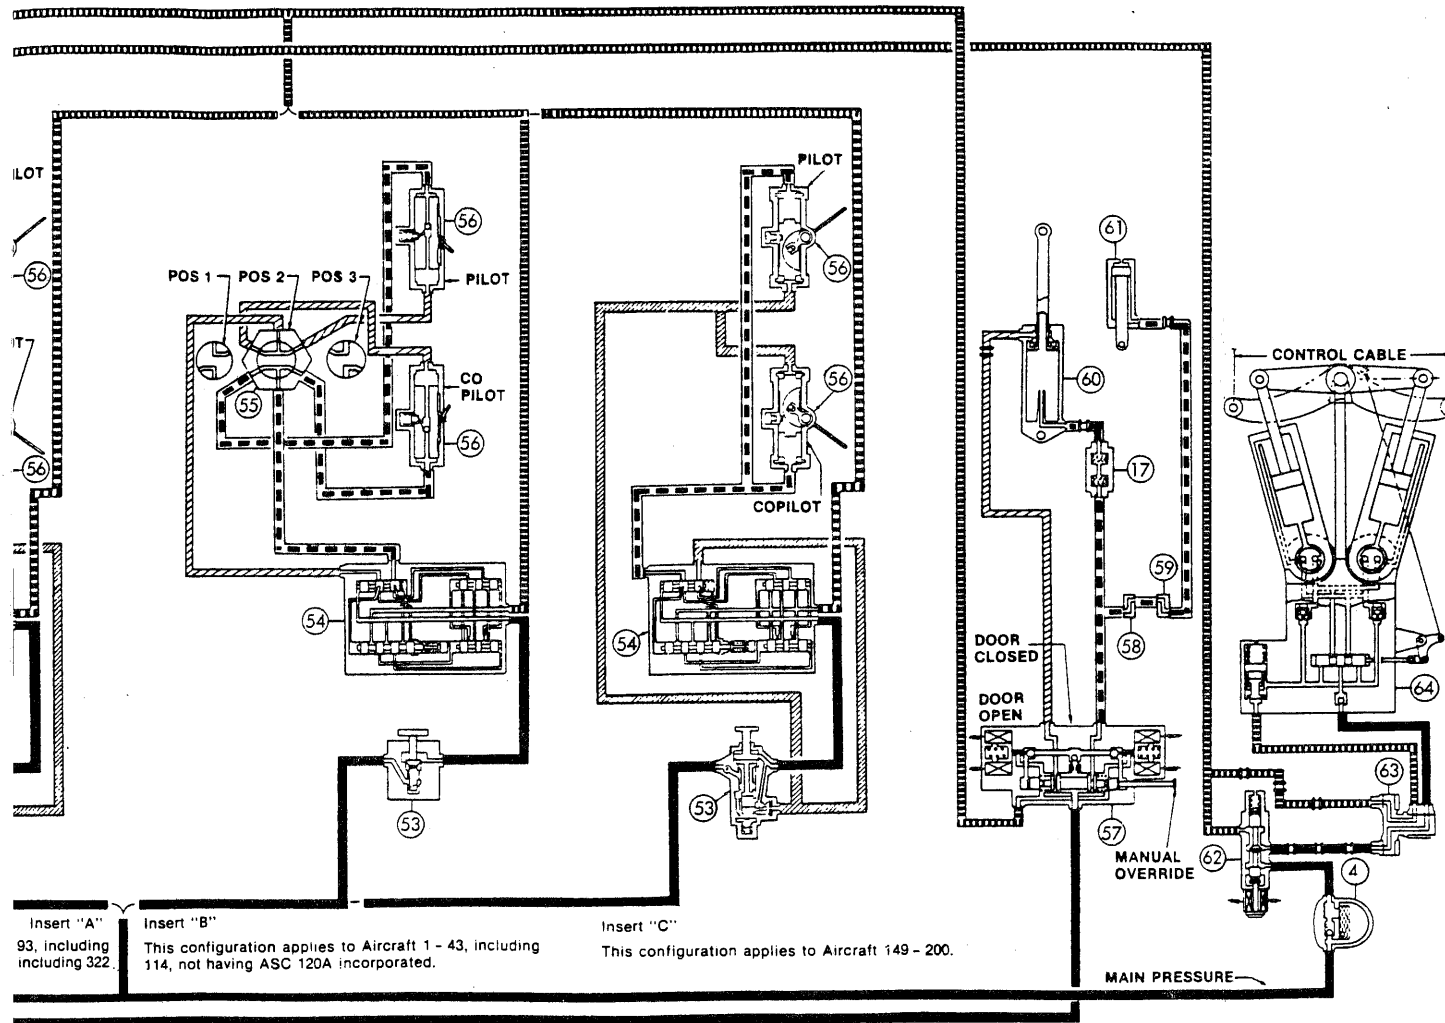 ILOT
56
IT
56
POS 1
POS 2
POS 3
56
PILOT
CO
PILOT
55
56
54
53
PILOT
56
56
COPILOT
54
53
61
60
17
59
58
DOOR
CLOSED
DOOR
OPEN
57
MANUAL
OVERRIDE
CONTROL CABLE
64
63
62
4
Insert "A"
93, including
including 322.
Insert "B"
This configuration applies to Aircraft 1 - 43, including
114, not having ASC 120A incorporated.
Insert "C"
This configuration applies to Aircraft 149 - 200.
MAIN PRESSURE